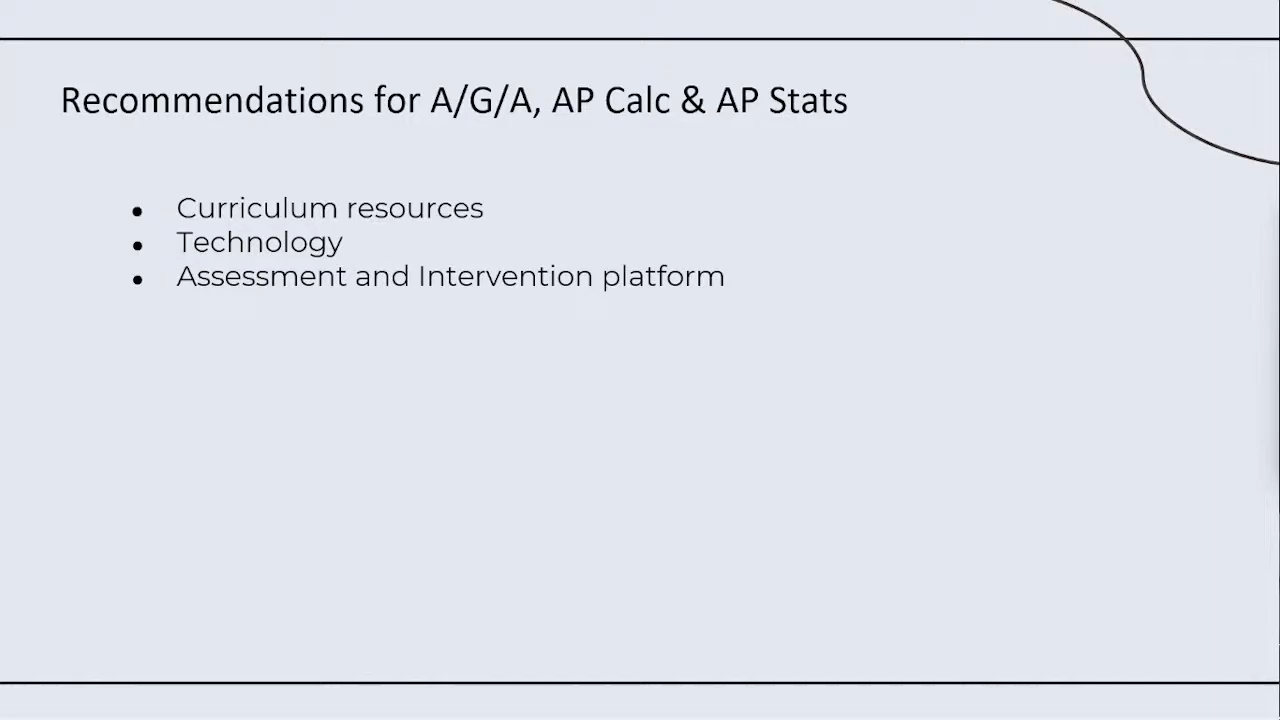 Recommendations for A/G/A, AP Calc & AP Stats
● Curriculum resources
● Technology
● Assessment and Intervention platform